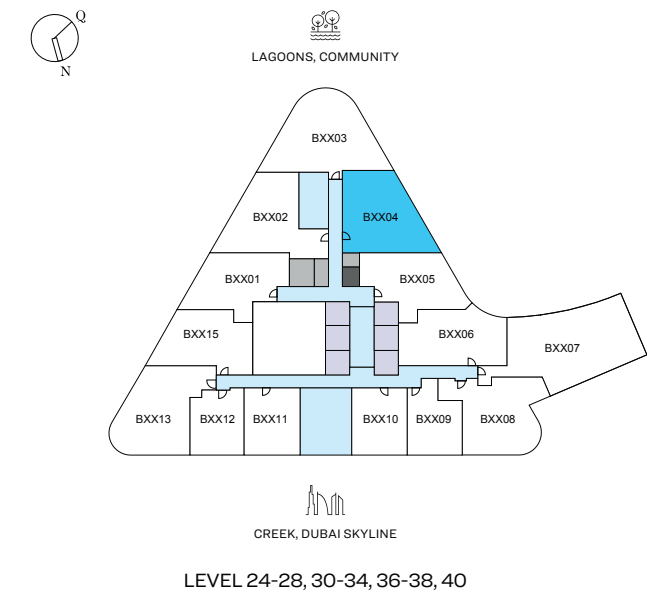 Q
N
LAGOONS, COMMUNITY
BXX03
BXX02
BXX04
BXX01
BXX05
BXX15
BXX06
BXX07
BXX13
BXX12
BXX11
BXX10
BXX09
BXX08
CREEK, DUBAI SKYLINE
LEVEL 24-28, 30-34, 36-38, 40